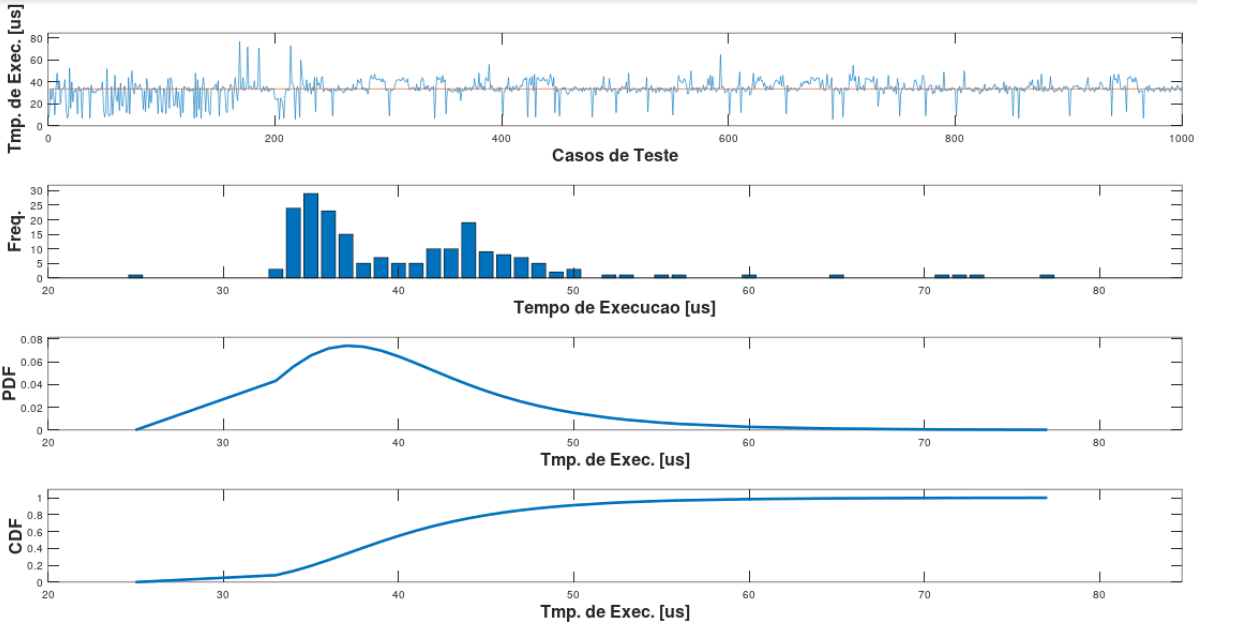 Tmp. de Exec. [us]
80
60
40
20
0
0 200 400 600 800 1000
Casos de Teste
Freq.
30
25
20
15
10
5
0
20 30 40 50 60 70 80
Tempo de Execucao [us]
PDF
0.08
0.06
0.04
0.02
0
20 30 40 50 60 70 80
Tmp. de Exec. [us]
CDF
1
0.8
0.6
0.4
0.2
0
20 30 40 50 60 70 80
Tmp. de Exec. [us]